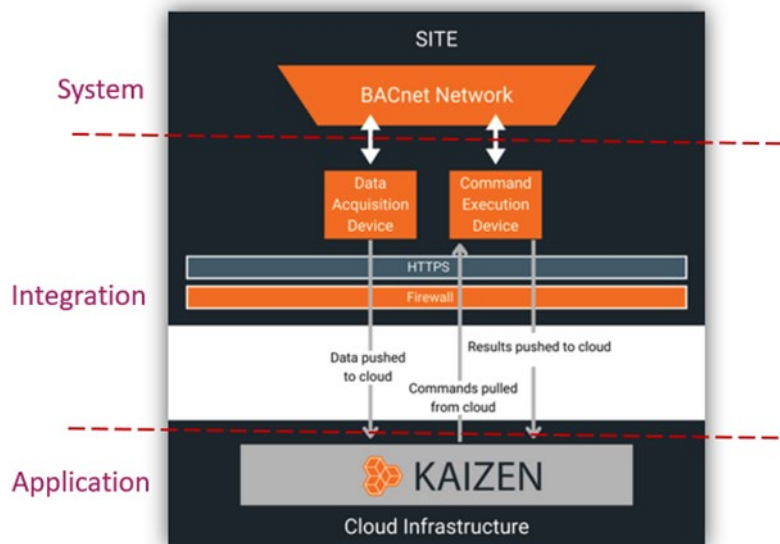 SITE
System
BACnet Network
Data
Acquisition
Device
Command
Execution
Device
HTTPS
Integration
Firewall
Data pushed
to cloud
Results pushed to cloud
Commands pulled
from cloud
Application
KAIZEN
Cloud Infrastructure